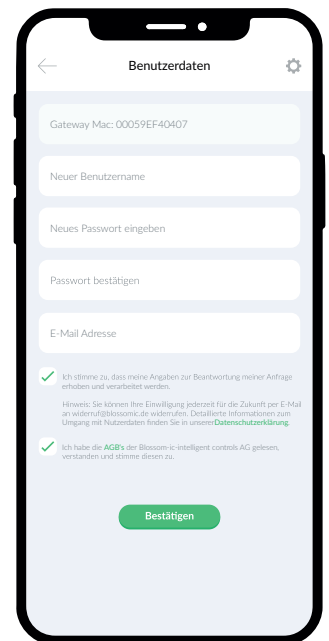 Benutzerdaten
Gateway Mac: 00059EF40407
Neuer Benutzername
Neues Passwort eingeben
Passwort bestätigen
E-Mail Adresse
Ich stimme zu, dass meine Angaben zur Beantwortung meiner Anfrage
erhoben und verarbeitet werden.
Hinweis: Sie können Ihre Einwilligung jederzeit für die Zukunft per E-Mail
an widerruf@blossomic.de widerrufen. Detaillierte Informationen zum
Umgang mit Nutzerdaten finden Sie in unsererDatenschutzerklärung.
Ich habe die AGB's der Blossom-ic-intelligent controls AG gelesen,
verstanden und stimme diesen zu.
Bestätigen